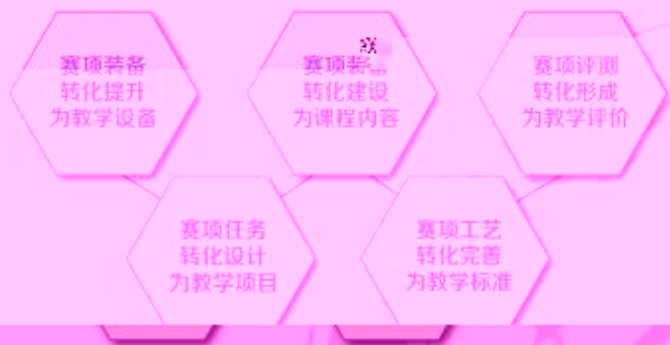 赛项装备
转化提升
为教学设备
赛项装
转化建设
为课程内容
赛项评测
转化形成
为教学评价
赛项任务
转化设计
为教学项目
赛项工艺
转化完善
为教学标准